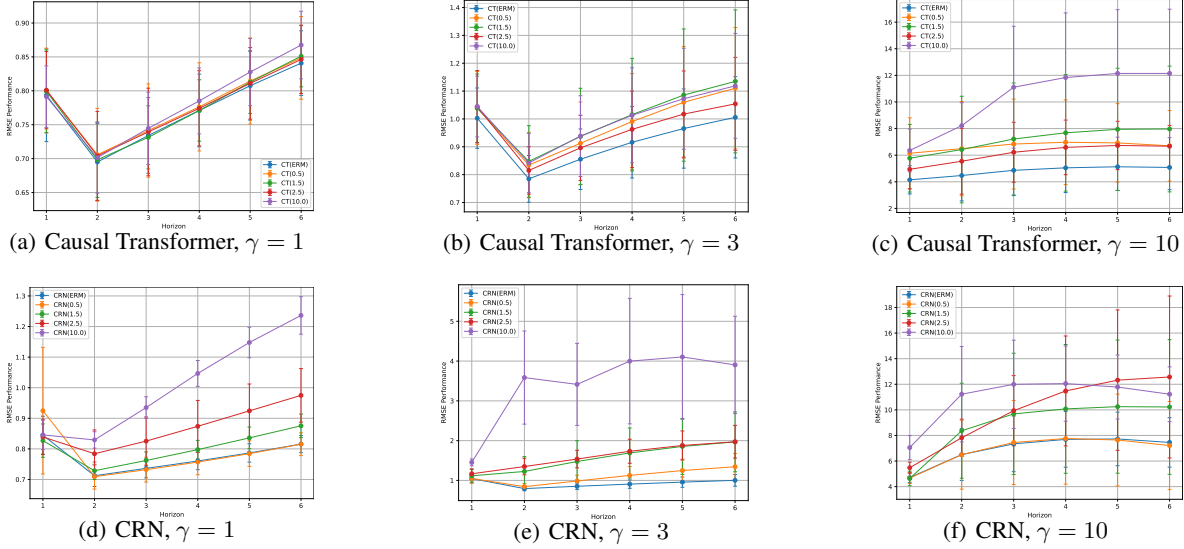 0.90
0.85
0.80
0.75
0.70
0.65
RMSE Performance
1 2 3 4 5 6
Horizon
CT(ERM)
CT(0.5)
CT(1.5)
CT(2.5)
CT(10.0)
(a) Causal Transformer, γ = 1
1.4
1.3
1.2
1.1
1.0
0.9
0.8
0.7
RMSE Performance
1 2 3 4 5 6
Horizon
CT(ERM)
CT(0.5)
CT(1.5)
CT(2.5)
CT(10.0)
(b) Causal Transformer, γ = 3
16
14
12
10
8
6
4
2
RMSE Performance
1 2 3 4 5 6
Horizon
CT(ERM)
CT(0.5)
CT(1.5)
CT(2.5)
CT(10.0)
(c) Causal Transformer, γ = 10
1.3
1.2
1.1
1.0
0.9
0.8
0.7
RMSE Performance
1 2 3 4 5 6
Horizon
CRN(ERM)
CRN(0.5)
CRN(1.5)
CRN(2.5)
CRN(10.0)
(d) CRN, γ = 1
5
4
3
2
1
RMSE Performance
1 2 3 4 5 6
Horizon
CRN(ERM)
CRN(0.5)
CRN(1.5)
CRN(2.5)
CRN(10.0)
(e) CRN, γ = 3
18
16
14
12
10
8
6
4
RMSE Performance
1 2 3 4 5 6
Horizon
CRN(ERM)
CRN(0.5)
CRN(1.5)
CRN(2.5)
CRN(10.0)
(f) CRN, γ = 10